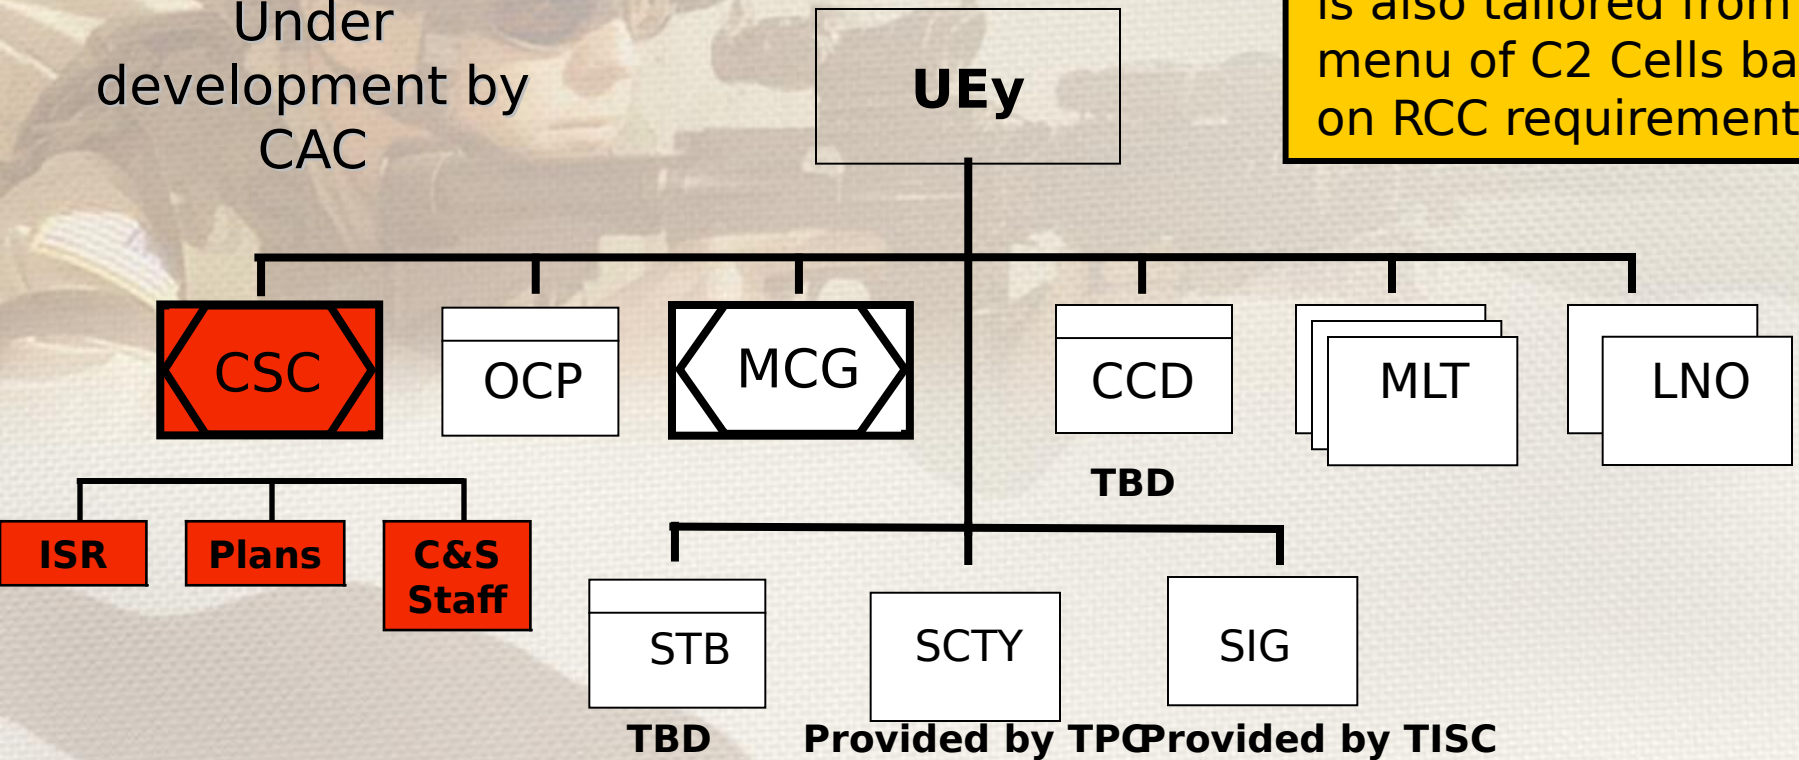 Under
development by
CAC
UEy
is also tailored from
menu of C2 Cells ba
on RCC requirement
CSC
OCP
MCG
CCD
MLT
LNO
TBD
ISR
Plans
C&S
Staff
STB
SCTY
SIG
TBD
Provided by TPC
Provided by TISC